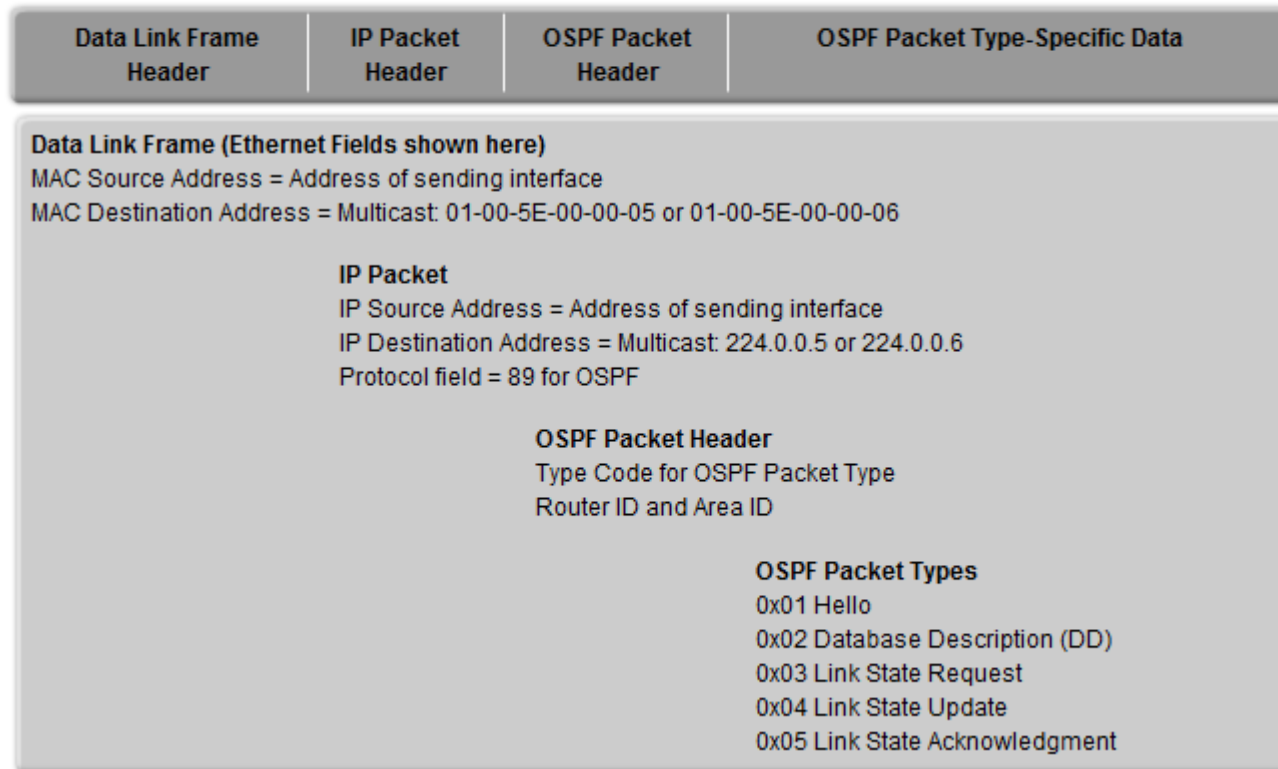 Data Link Frame Header
IP Packet Header
OSPF Packet Header
OSPF Packet Type-Specific Data
Data Link Frame (Ethernet Fields shown here)
MAC Source Address = Address of sending interface
MAC Destination Address = Multicast: 01-00-5E-00-00-05 or 01-00-5E-00-00-06
IP Packet
IP Source Address = Address of sending interface
IP Destination Address = Multicast: 224.0.0.5 or 224.0.0.6
Protocol field = 89 for OSPF
OSPF Packet Header
Type Code for OSPF Packet Type
Router ID and Area ID
OSPF Packet Types
0x01 Hello
0x02 Database Description (DD)
0x03 Link State Request
0x04 Link State Update
0x05 Link State Acknowledgment